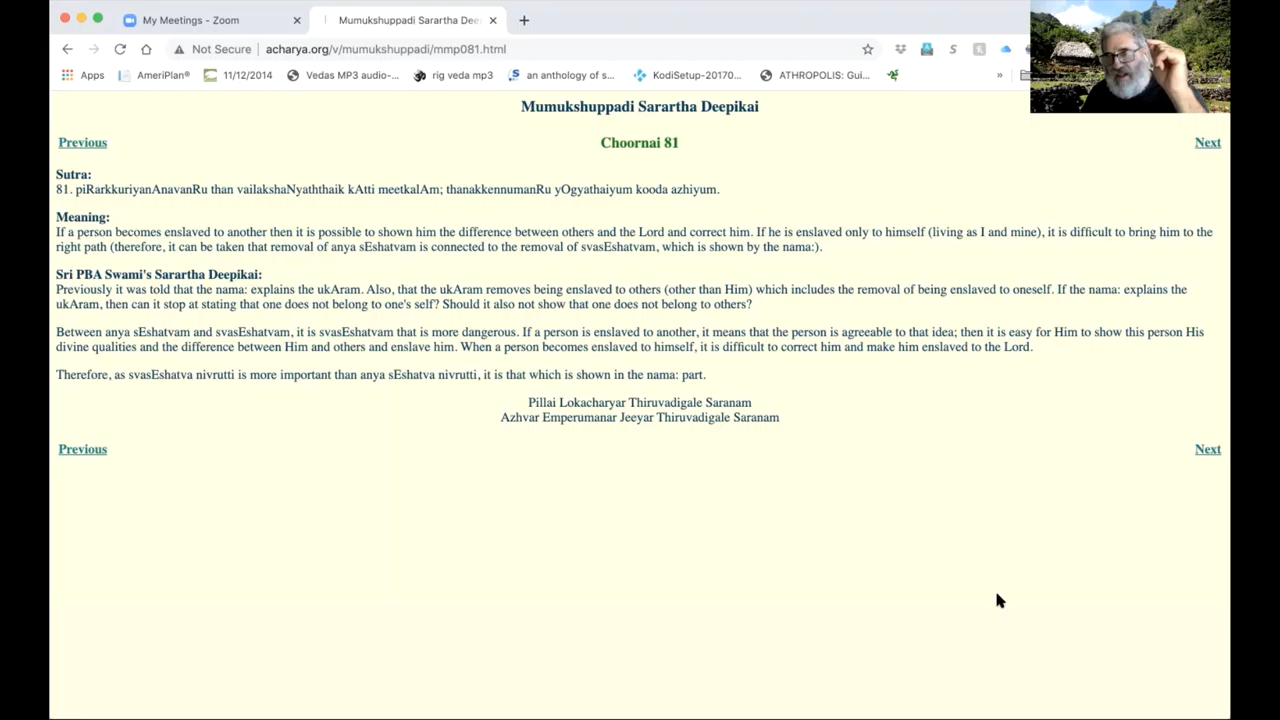 My Meetings - Zoom
Mumukshuppadi Sarartha Dee
Not Secure | acharya.org/v/mumukshuppadi/mmp081.html
Apps AmeriPlan® 11/12/2014 Vedas MP3 audio-... rig veda mp3 an anthology of s... KodiSetup-20170... ATHROPOLIS: Gui... »
Mumukshuppadi Sarartha Deepikai
Previous Choornai 81 Next
Sutra:
81. piRarkkuriyanAnavanRu than vailakshaNyaththaik kAtti meetkalAm; thanakkennumanRu yOgyathaiyum kooda azhiyum.
Meaning:
If a person becomes enslaved to another then it is possible to shown him the difference between others and the Lord and correct him. If he is enslaved only to himself (living as I and mine), it is difficult to bring him to the
right path (therefore, it can be taken that removal of anya sEshatvam is connected to the removal of svasEshatvam, which is shown by the nama:).
Sri PBA Swami's Sarartha Deepikai:
Previously it was told that the nama: explains the ukAram. Also, that the ukAram removes being enslaved to others (other than Him) which includes the removal of being enslaved to oneself. If the nama: explains the
ukAram, then can it stop at stating that one does not belong to one's self? Should it also not show that one does not belong to others?
Between anya sEshatvam and svasEshatvam, it is svasEshatvam that is more dangerous. If a person is enslaved to another, it means that the person is agreeable to that idea; then it is easy for Him to show this person His
divine qualities and the difference between Him and others and enslave him. When a person becomes enslaved to himself, it is difficult to correct him and make him enslaved to the Lord.
Therefore, as svasEshatva nivrutti is more important than anya sEshatva nivrutti, it is that which is shown in the nama: part.
Pillai Lokacharyar Thiruvadigale Saranam
Azhvar Emperumanar Jeeyar Thiruvadigale Saranam
Previous Next